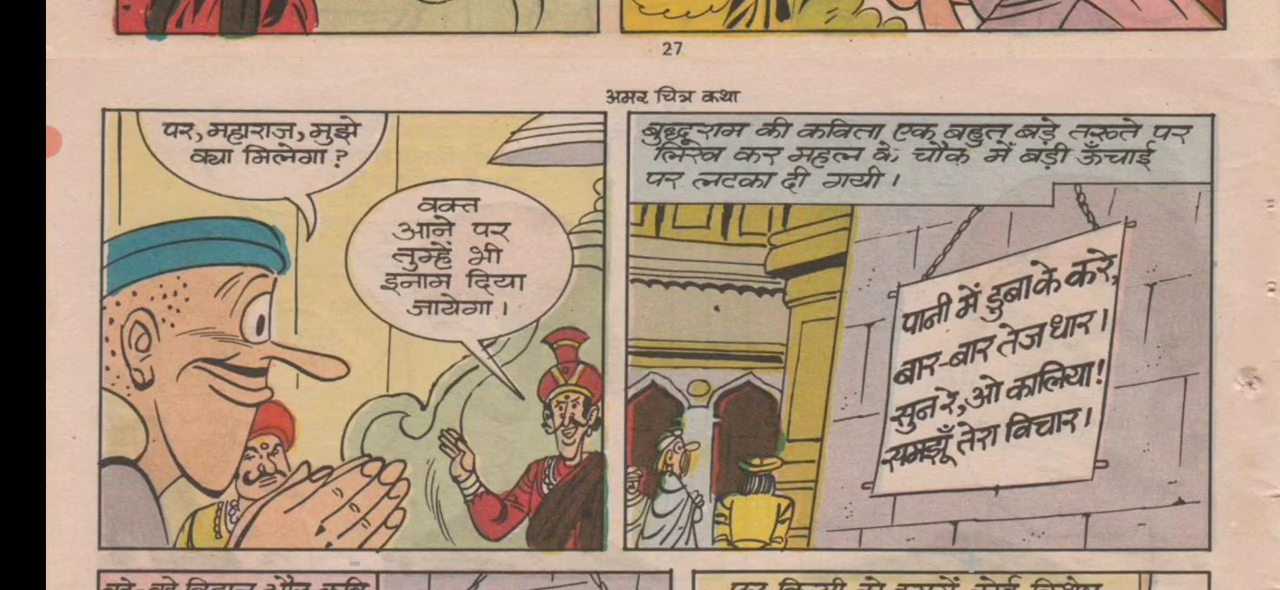 27
अमर चित्र कथा
पर, महाराज, मुझे
क्या मिलेगा?
वक्त
आने पर
तुम्हें भी
इनाम दिया
जायेगा।
बुद्धूराम की कविता एक बहुत बड़े तख़्ते पर
लिख कर महल के चौक में बड़ी ऊँचाई
पर लटका दी गयी।
पानी में डुबा के करे,
बार-बार तेज धार।
सुन रे, ओ कालिया!
समझूँ तेरा विचार।